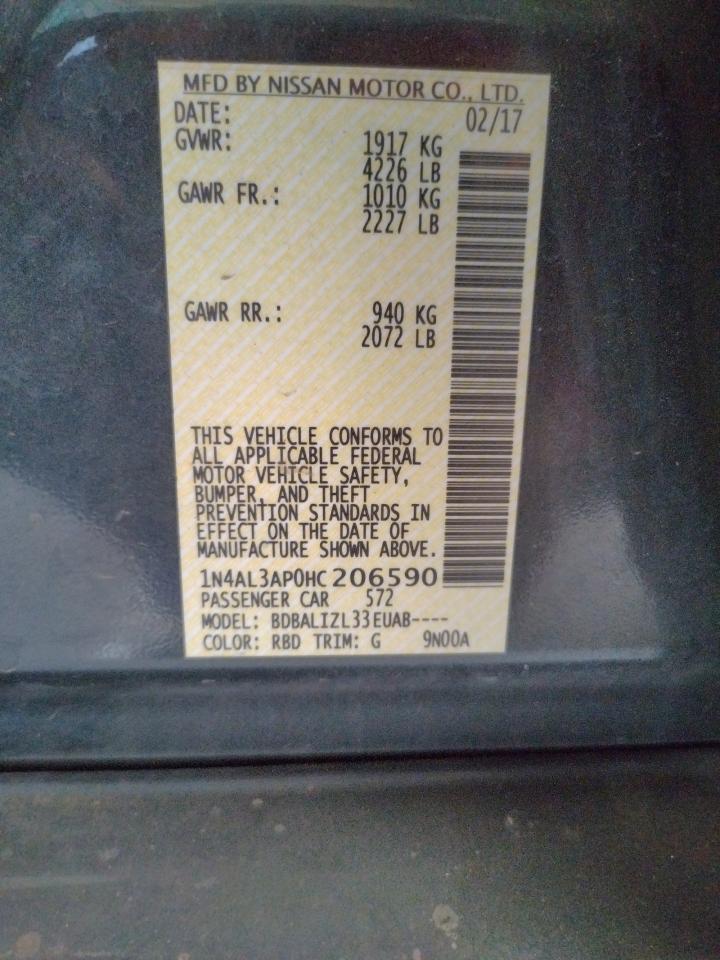 MFD BY NISSAN MOTOR CO., LTD.
DATE: 02/17
GVWR: 1917 KG
4226 LB
GAWR FR.: 1010 KG
2227 LB
GAWR RR.: 940 KG
2072 LB
THIS VEHICLE CONFORMS TO
ALL APPLICABLE FEDERAL
MOTOR VEHICLE SAFETY,
BUMPER, AND THEFT
PREVENTION STANDARDS IN
EFFECT ON THE DATE OF
MANUFACTURE SHOWN ABOVE.
1N4AL3AP0HC206590
PASSENGER CAR 572
MODEL: BDBALIZL33EUAB----
COLOR: RBD TRIM: G 9N00A